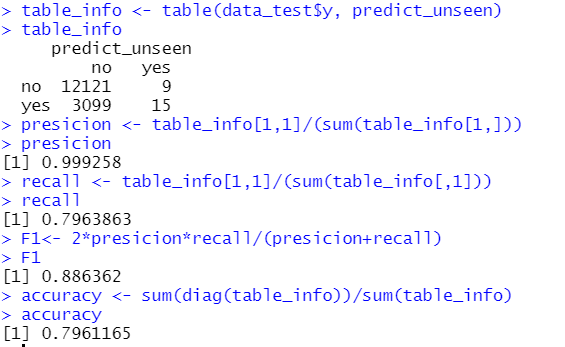 > table_info <- table(data_test$y, predict_unseen)
> table_info
predict_unseen
no yes
no 12121 9
yes 3099 15
> presicion <- table_info[1,1]/(sum(table_info[1,]))
> presicion
[1] 0.999258
> recall <- table_info[1,1]/(sum(table_info[,1]))
> recall
[1] 0.7963863
> F1<- 2*presicion*recall/(presicion+recall)
> F1
[1] 0.886362
> accuracy <- sum(diag(table_info))/sum(table_info)
> accuracy
[1] 0.7961165